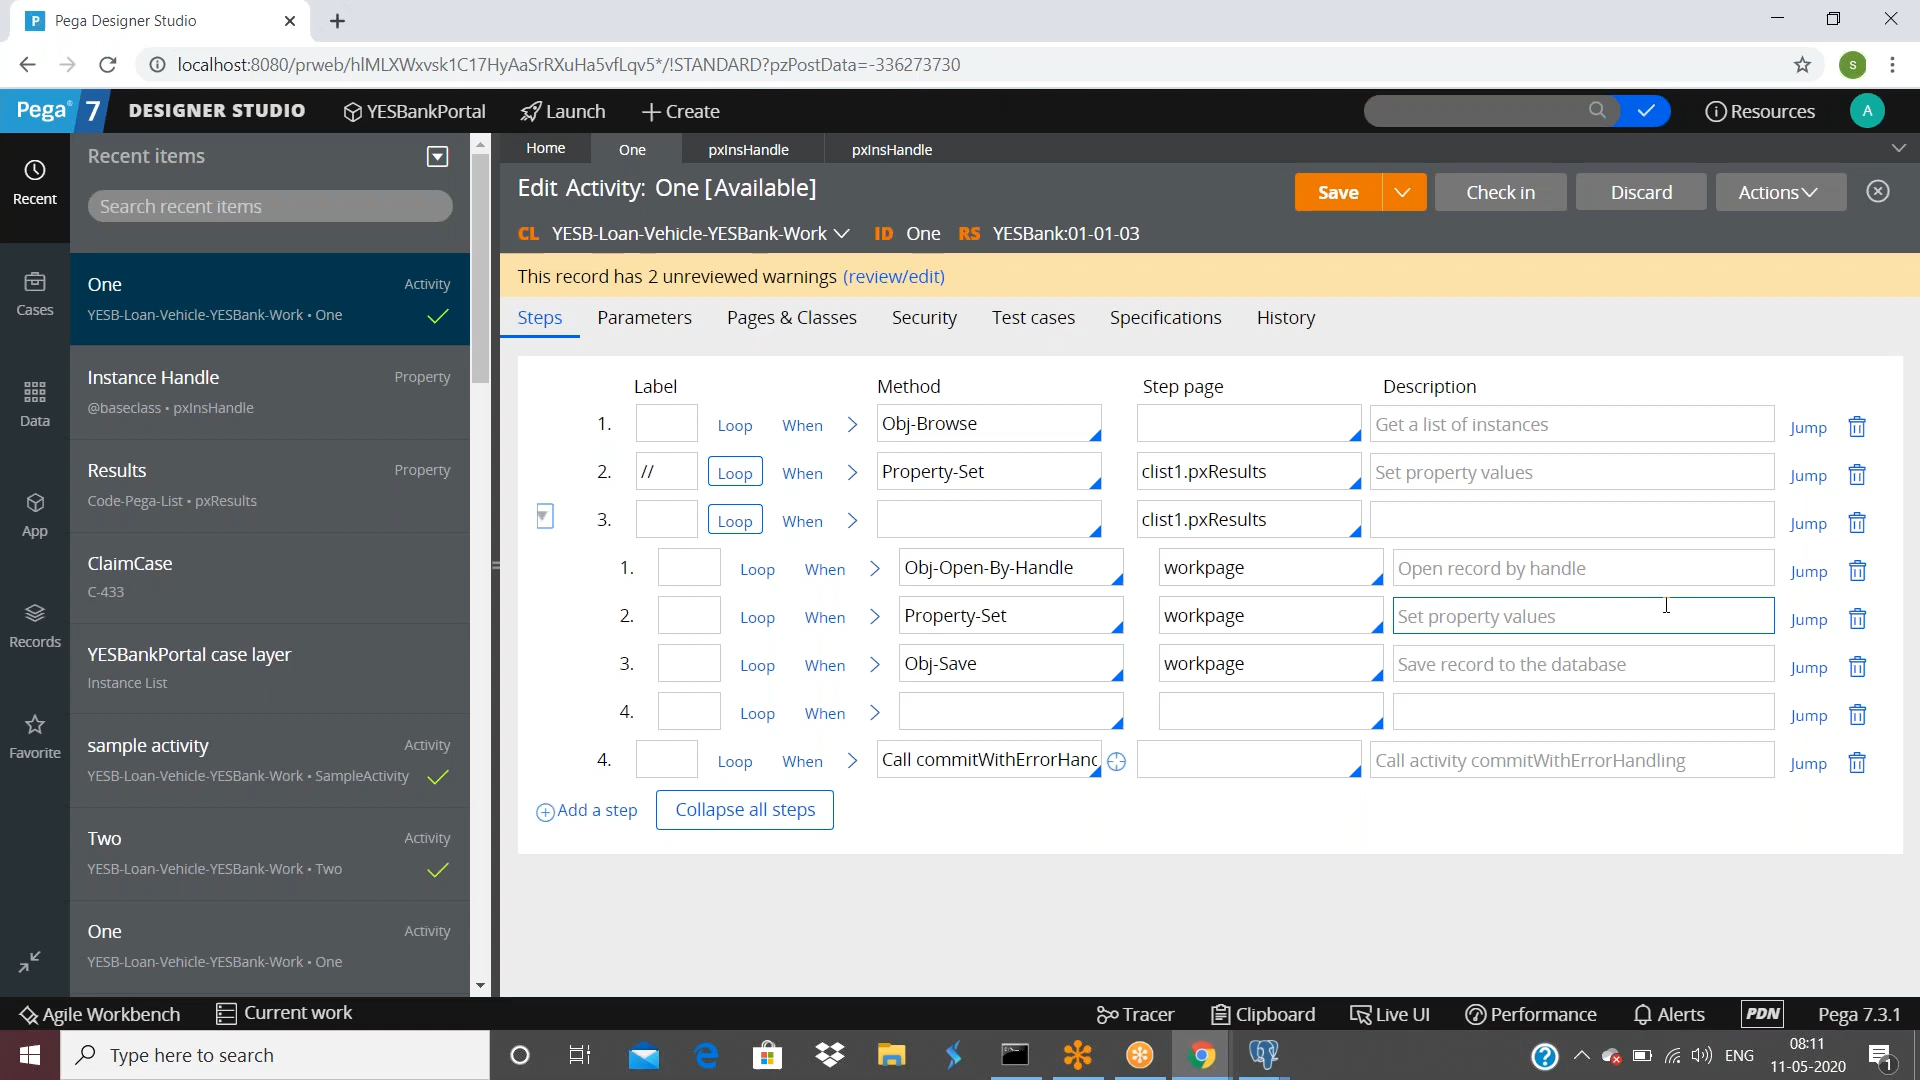 Pega Designer Studio
localhost:8080/prweb/hlMLXWxvsk1C17HyAaSrRXuHa5vfLqv5*/!STANDARD?pzPostData=-336273730
S
Pega 7 DESIGNER STUDIO YESBankPortal Launch Create Resources A
Recent items
Search recent items
Recent
Cases
Data
App
Records
Favorite
One Activity
YESB-Loan-Vehicle-YESBank-Work • One
Instance Handle Property
@baseclass • pxInsHandle
Results Property
Code-Pega-List • pxResults
ClaimCase
C-433
YESBankPortal case layer
Instance List
sample activity Activity
YESB-Loan-Vehicle-YESBank-Work • SampleActivity
Two Activity
YESB-Loan-Vehicle-YESBank-Work • Two
One Activity
YESB-Loan-Vehicle-YESBank-Work • One
Home One pxInsHandle pxInsHandle
Edit Activity: One [Available]
Save Check in Discard Actions
CL YESB-Loan-Vehicle-YESBank-Work ID One RS YESBank:01-01-03
This record has 2 unreviewed warnings (review/edit)
Steps Parameters Pages & Classes Security Test cases Specifications History
Label Method Step page Description
1. Loop When Obj-Browse Get a list of instances Jump
2. // Loop When Property-Set clist1.pxResults Set property values Jump
3. Loop When clist1.pxResults Jump
1. Loop When Obj-Open-By-Handle workpage Open record by handle Jump
2. Loop When Property-Set workpage Set property values Jump
3. Loop When Obj-Save workpage Save record to the database Jump
4. Loop When Jump
4. Loop When Call commitWithErrorHanc Call activity commitWithErrorHandling Jump
Add a step Collapse all steps
Agile Workbench Current work Tracer Clipboard Live UI Performance Alerts PDN Pega 7.3.1
Type here to search
ENG
08:11
11-05-2020
1